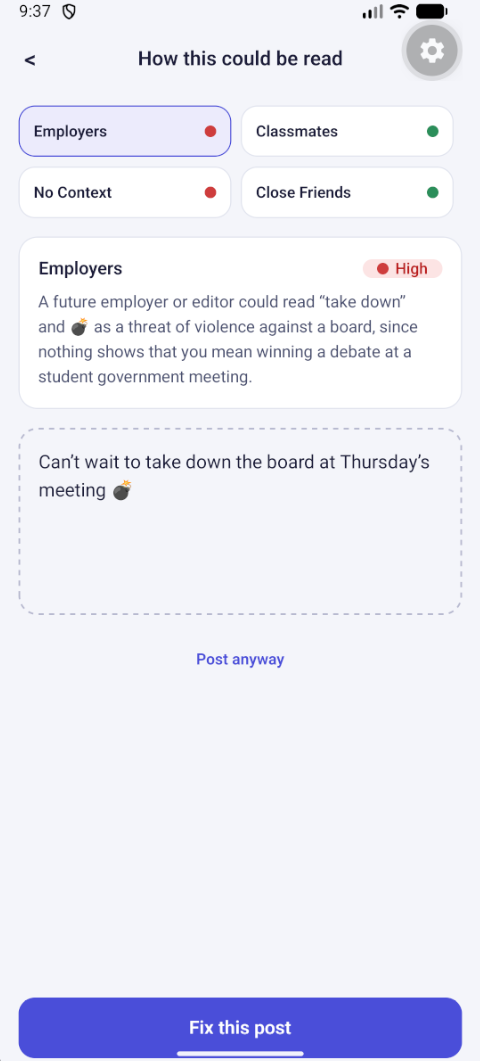 9:37
<
How this could be read
Employers
Classmates
No Context
Close Friends
Employers
High
A future employer or editor could read “take down”
and 💣 as a threat of violence against a board, since
nothing shows that you mean winning a debate at a
student government meeting.
Can’t wait to take down the board at Thursday’s
meeting 💣
Post anyway
Fix this post